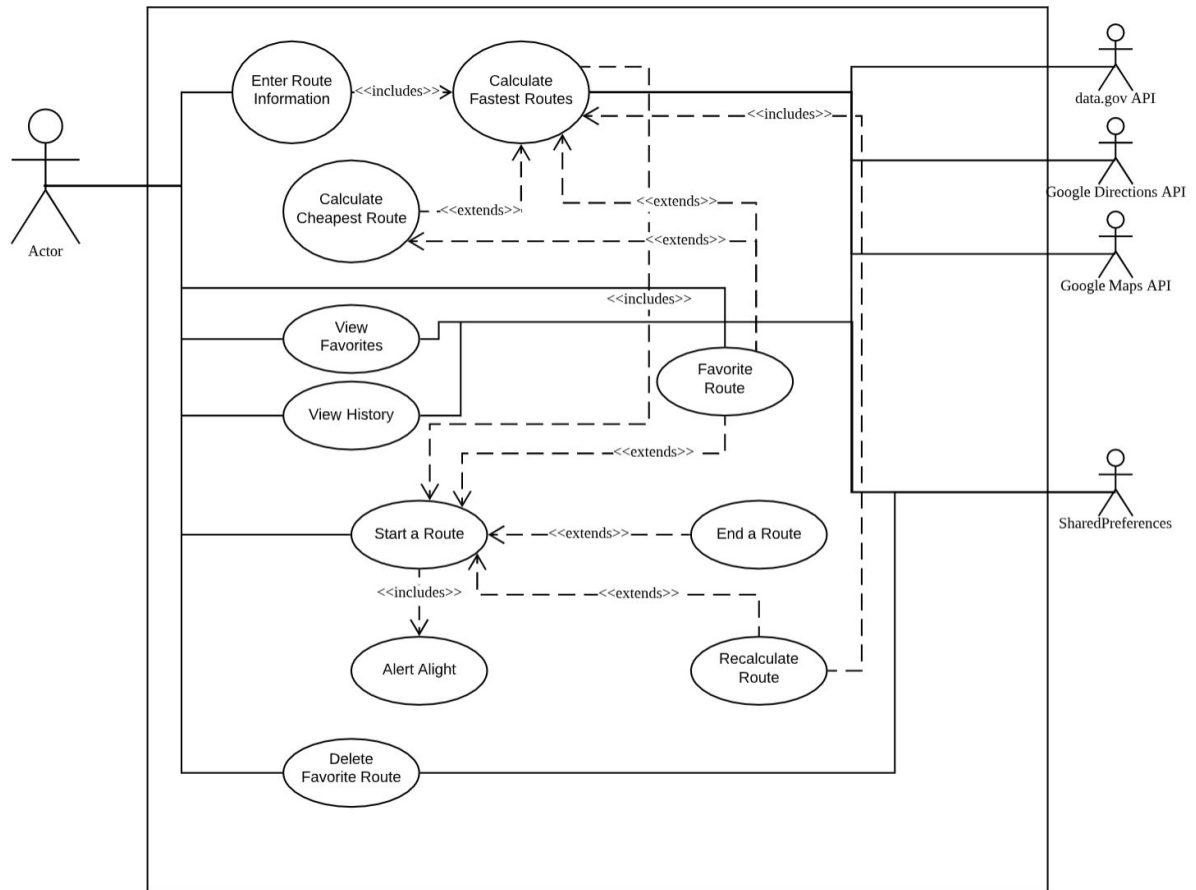 data.gov API
Enter Route
Information
<<includes>>
Calculate
Fastest Routes
<<includes>>
Google Directions API
Calculate
Cheapest Route
<<extends>>
<<extends>>
<<extends>>
Actor
Google Maps API
<<includes>>
View
Favorites
Favorite
Route
View History
<<extends>>
SharedPreferences
Start a Route
<<extends>>
End a Route
<<includes>>
<<extends>>
Alert Alight
Recalculate
Route
Delete
Favorite Route